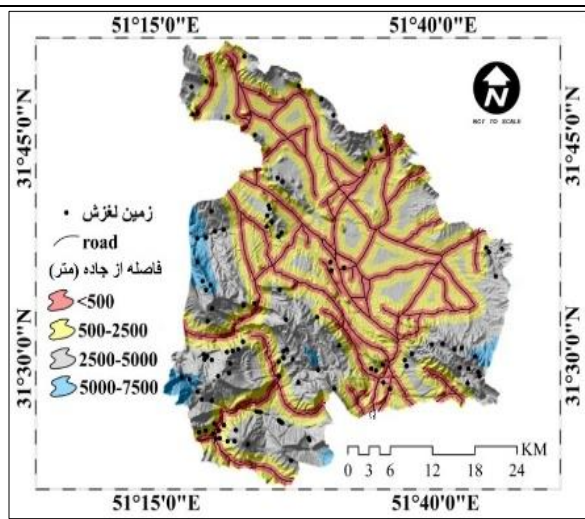 51°15'0"E
51°40'0"E
31°45'0"N
31°45'0"N
N
NOT TO SCALE
زمین لغزش
road
فاصله از جاده (متر)
<500
500-2500
2500-5000
5000-7500
31°30'0"N
31°30'0"N
KM
0 3 6 12 18 24
51°15'0"E
51°40'0"E